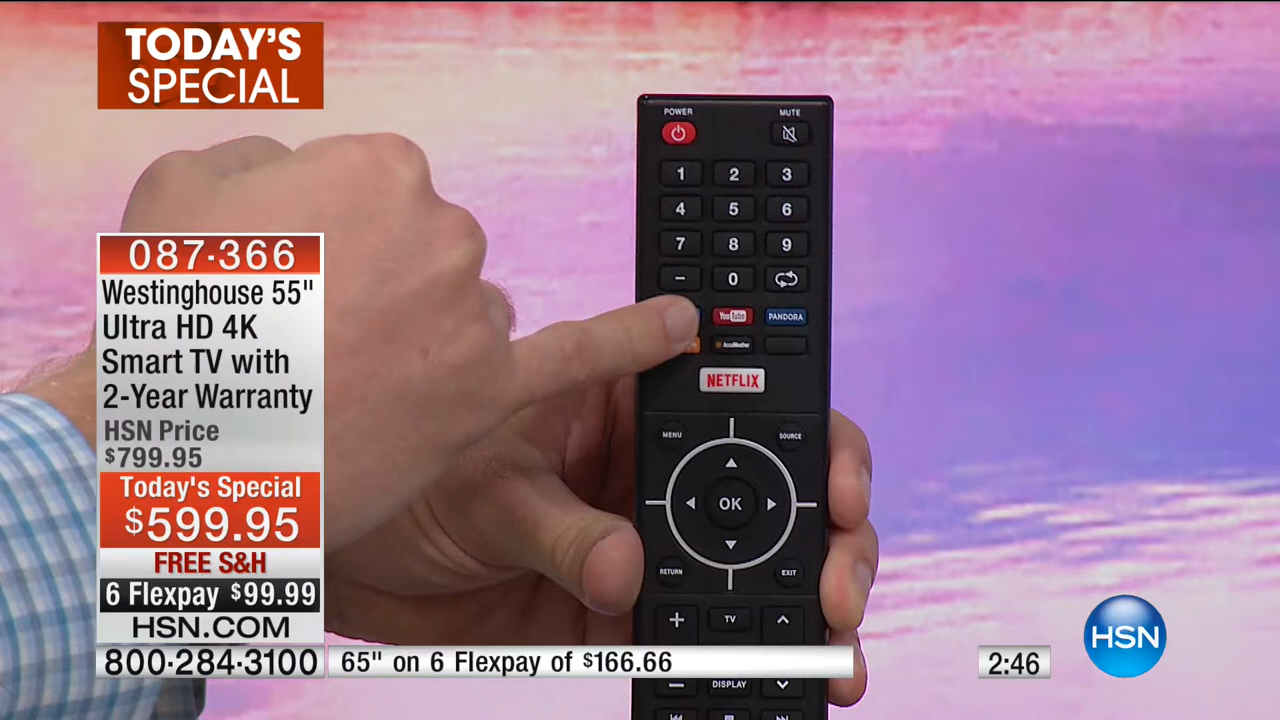 TODAY'S
SPECIAL
087-366
Westinghouse 55"
Ultra HD 4K
Smart TV with
2-Year Warranty
HSN Price
$799.95
Today's Special
$599.95
FREE S&H
6 Flexpay $99.99
HSN.COM
800-284-3100
65" on 6 Flexpay of $166.66
2:46
HSN
POWER MUTE
1 2 3
4 5 6
7 8 9
- 0
YouTube PANDORA
AccuWeather
NETFLIX
MENU SOURCE
OK
RETURN EXIT
+ TV
- DISPLAY